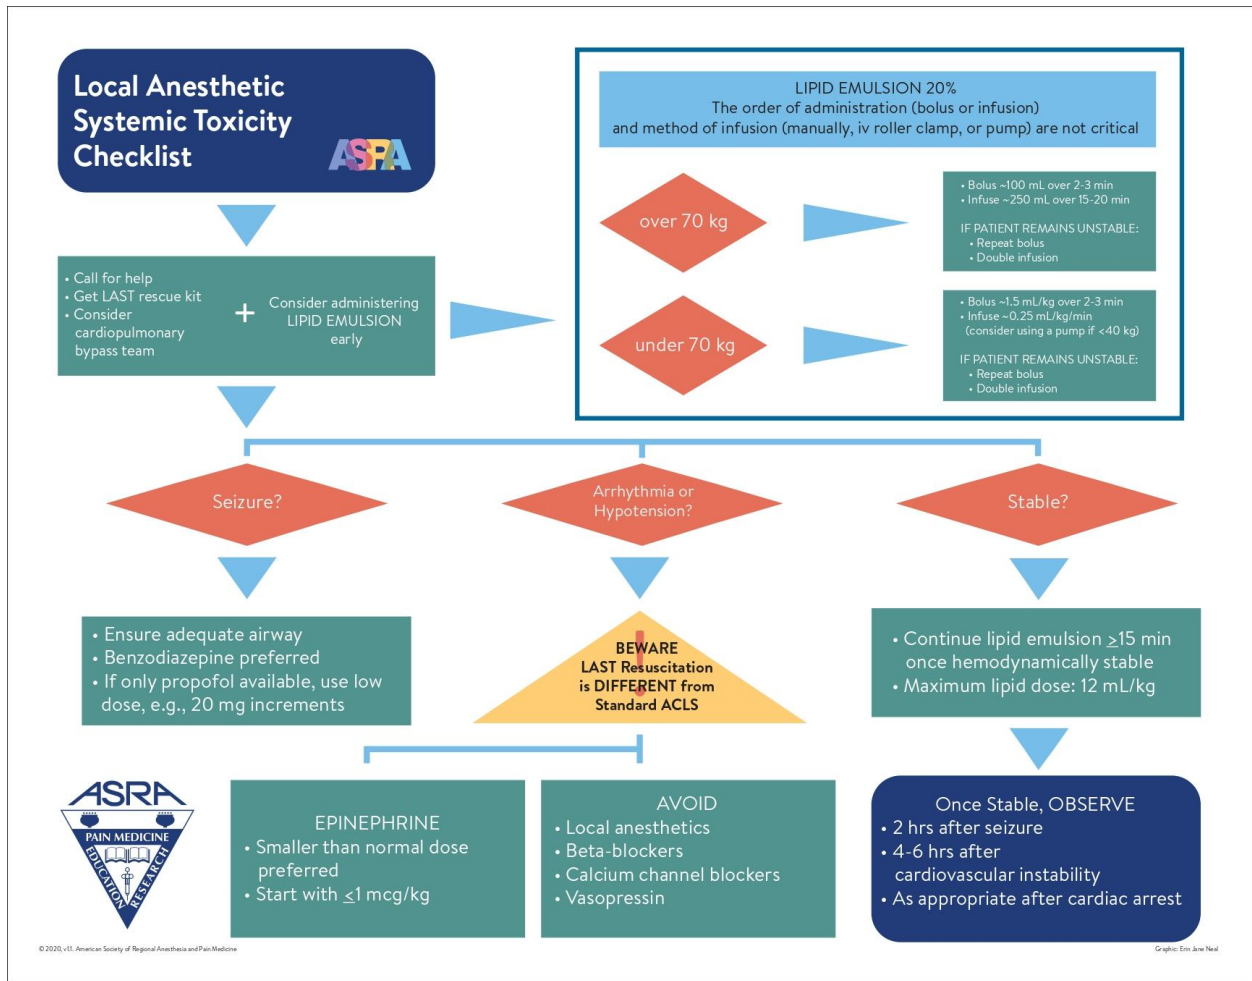 Local Anesthetic
Systemic Toxicity
Checklist
ASRA
LIPID EMULSION 20%
The order of administration (bolus or infusion)
and method of infusion (manually, iv roller clamp, or pump) are not critical
over 70 kg
• Bolus ~100 mL over 2-3 min
• Infuse ~250 mL over 15-20 min
IF PATIENT REMAINS UNSTABLE:
• Repeat bolus
• Double infusion
under 70 kg
• Bolus ~1.5 mL/kg over 2-3 min
• Infuse ~0.25 mL/kg/min
(consider using a pump if <40 kg)
IF PATIENT REMAINS UNSTABLE:
• Repeat bolus
• Double infusion
• Call for help
• Get LAST rescue kit
• Consider
cardiopulmonary
bypass team
+
Consider administering
LIPID EMULSION
early
Seizure?
Arrhythmia or
Hypotension?
Stable?
• Ensure adequate airway
• Benzodiazepine preferred
• If only propofol available, use low
dose, e.g., 20 mg increments
!
BEWARE
LAST Resuscitation
is DIFFERENT from
Standard ACLS
• Continue lipid emulsion ≥15 min
once hemodynamically stable
• Maximum lipid dose: 12 mL/kg
EPINEPHRINE
• Smaller than normal dose
preferred
• Start with ≤1 mcg/kg
AVOID
• Local anesthetics
• Beta-blockers
• Calcium channel blockers
• Vasopressin
Once Stable, OBSERVE
• 2 hrs after seizure
• 4-6 hrs after
cardiovascular instability
• As appropriate after cardiac arrest
ASRA
PAIN MEDICINE
EDUCATION
RESEARCH
© 2020, v1.1. American Society of Regional Anesthesia and Pain Medicine
Graphic: Erin Jane Neal